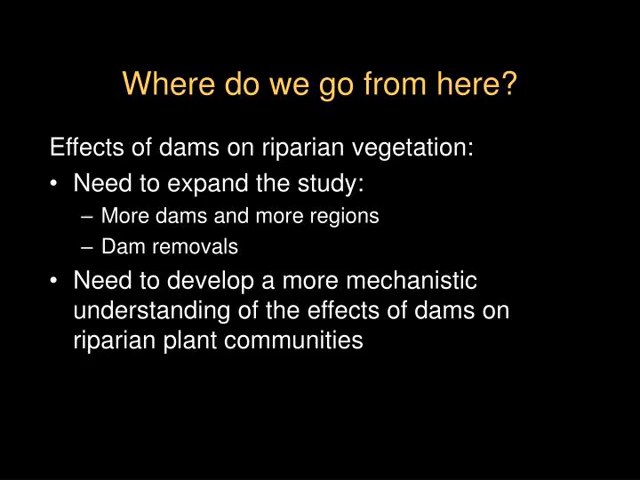 Where do we go from here?
Effects of dams on riparian vegetation:
• Need to expand the study:
– More dams and more regions
– Dam removals
• Need to develop a more mechanistic
understanding of the effects of dams on
riparian plant communities